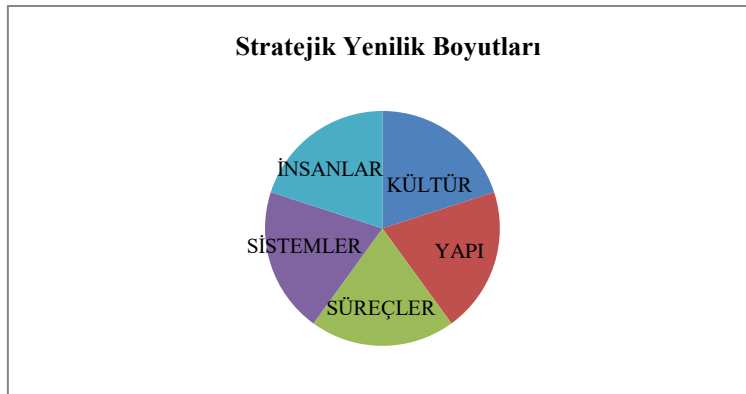 Stratejik Yenilik Boyutları
İNSANLAR
KÜLTÜR
SİSTEMLER
YAPI
SÜREÇLER